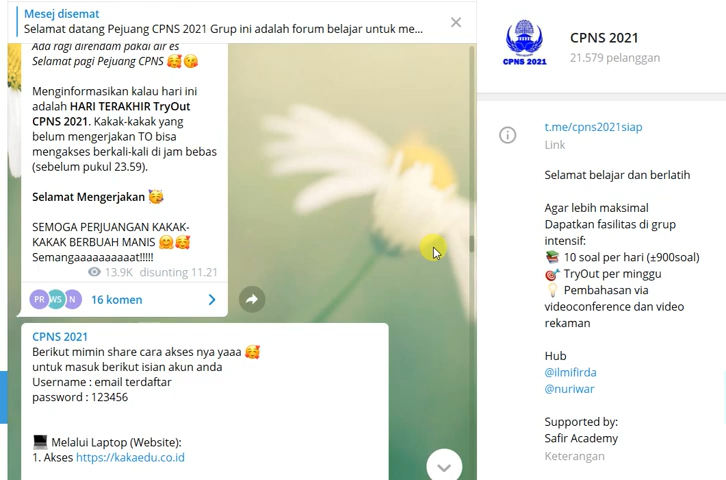 Mesej disemat
Selamat datang Pejuang CPNS 2021 Grup ini adalah forum belajar untuk me...
Ada ragi direndam pakai air es
Selamat pagi Pejuang CPNS 🥰😘
Menginformasikan kalau hari ini
adalah HARI TERAKHIR TryOut
CPNS 2021. Kakak-kakak yang
belum mengerjakan TO bisa
mengakses berkali-kali di jam bebas
(sebelum pukul 23.59).
Selamat Mengerjakan 🥳
SEMOGA PERJUANGAN KAKAK-
KAKAK BERBUAH MANIS 🤗🥰
Semangaaaaaaaaaat!!!!!
13.9K disunting 11.21
PR WS N 16 komen
CPNS 2021
Berikut mimin share cara akses nya yaaa 🥰
untuk masuk berikut isian akun anda
Username : email terdaftar
password : 123456
💻 Melalui Laptop (Website):
1. Akses https://kakaedu.co.id
CPNS 2021
CPNS 2021
21.579 pelanggan
t.me/cpns2021siap
Link
Selamat belajar dan berlatih
Agar lebih maksimal
Dapatkan fasilitas di grup
intensif:
📚 10 soal per hari (±900soal)
🎯 TryOut per minggu
💡 Pembahasan via
videoconference dan video
rekaman
Hub
@ilmifirda
@nuriwar
Supported by:
Safir Academy
Keterangan